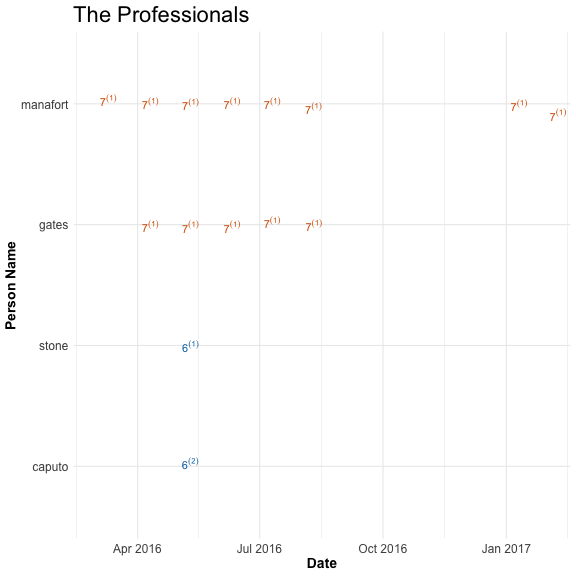 The Professionals
Person Name
manafort 7(1) 7(1) 7(1) 7(1) 7(1) 7(1) 7(1) 7(1)
gates 7(1) 7(1) 7(1) 7(1) 7(1)
stone 6(1)
caputo 6(2)
Apr 2016 Jul 2016 Oct 2016 Jan 2017
Date